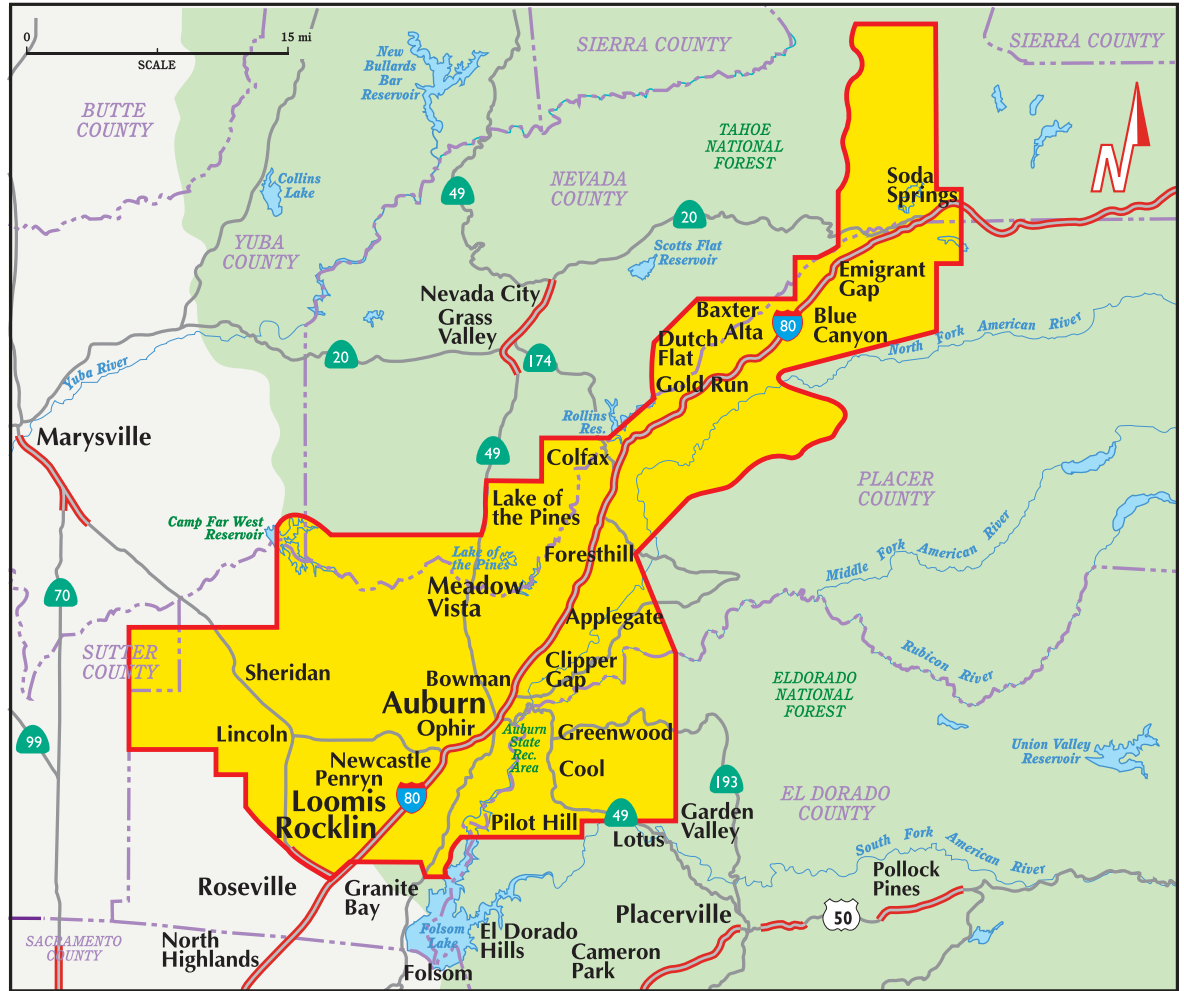 0
15 mi
SCALE
SIERRA COUNTY
SIERRA COUNTY
New
Bullards
Bar
Reservoir
BUTTE
COUNTY
TAHOE
NATIONAL
FOREST
N
Collins
Lake
49
NEVADA
COUNTY
Soda
Springs
20
YUBA
COUNTY
Scotts Flat
Reservoir
Emigrant
Gap
Nevada City
Grass
Valley
Baxter
Alta
80
Blue
Canyon
Dutch
Flat
North Fork American River
20
174
Yuba River
Gold Run
Rollins
Res.
Marysville
49
Colfax
PLACER
COUNTY
Lake of
the Pines
Camp Far West
Reservoir
Lake of
the Pines
Foresthill
Middle Fork American River
Meadow
Vista
70
Applegate
SUTTER
COUNTY
Sheridan
Clipper
Gap
Rubicon River
Bowman
Auburn
Ophir
ELDORADO
NATIONAL
FOREST
99
Lincoln
Auburn
State
Rec.
Area
Greenwood
Union Valley
Reservoir
Newcastle
Penryn
Cool
193
Loomis
80
EL DORADO
COUNTY
Rocklin
Pilot Hill
49
Garden
Valley
Lotus
South Fork American River
Roseville
Granite
Bay
Pollock
Pines
Placerville
50
SACRAMENTO
COUNTY
North
Highlands
Folsom
Lake
El Dorado
Hills
Cameron
Park
Folsom